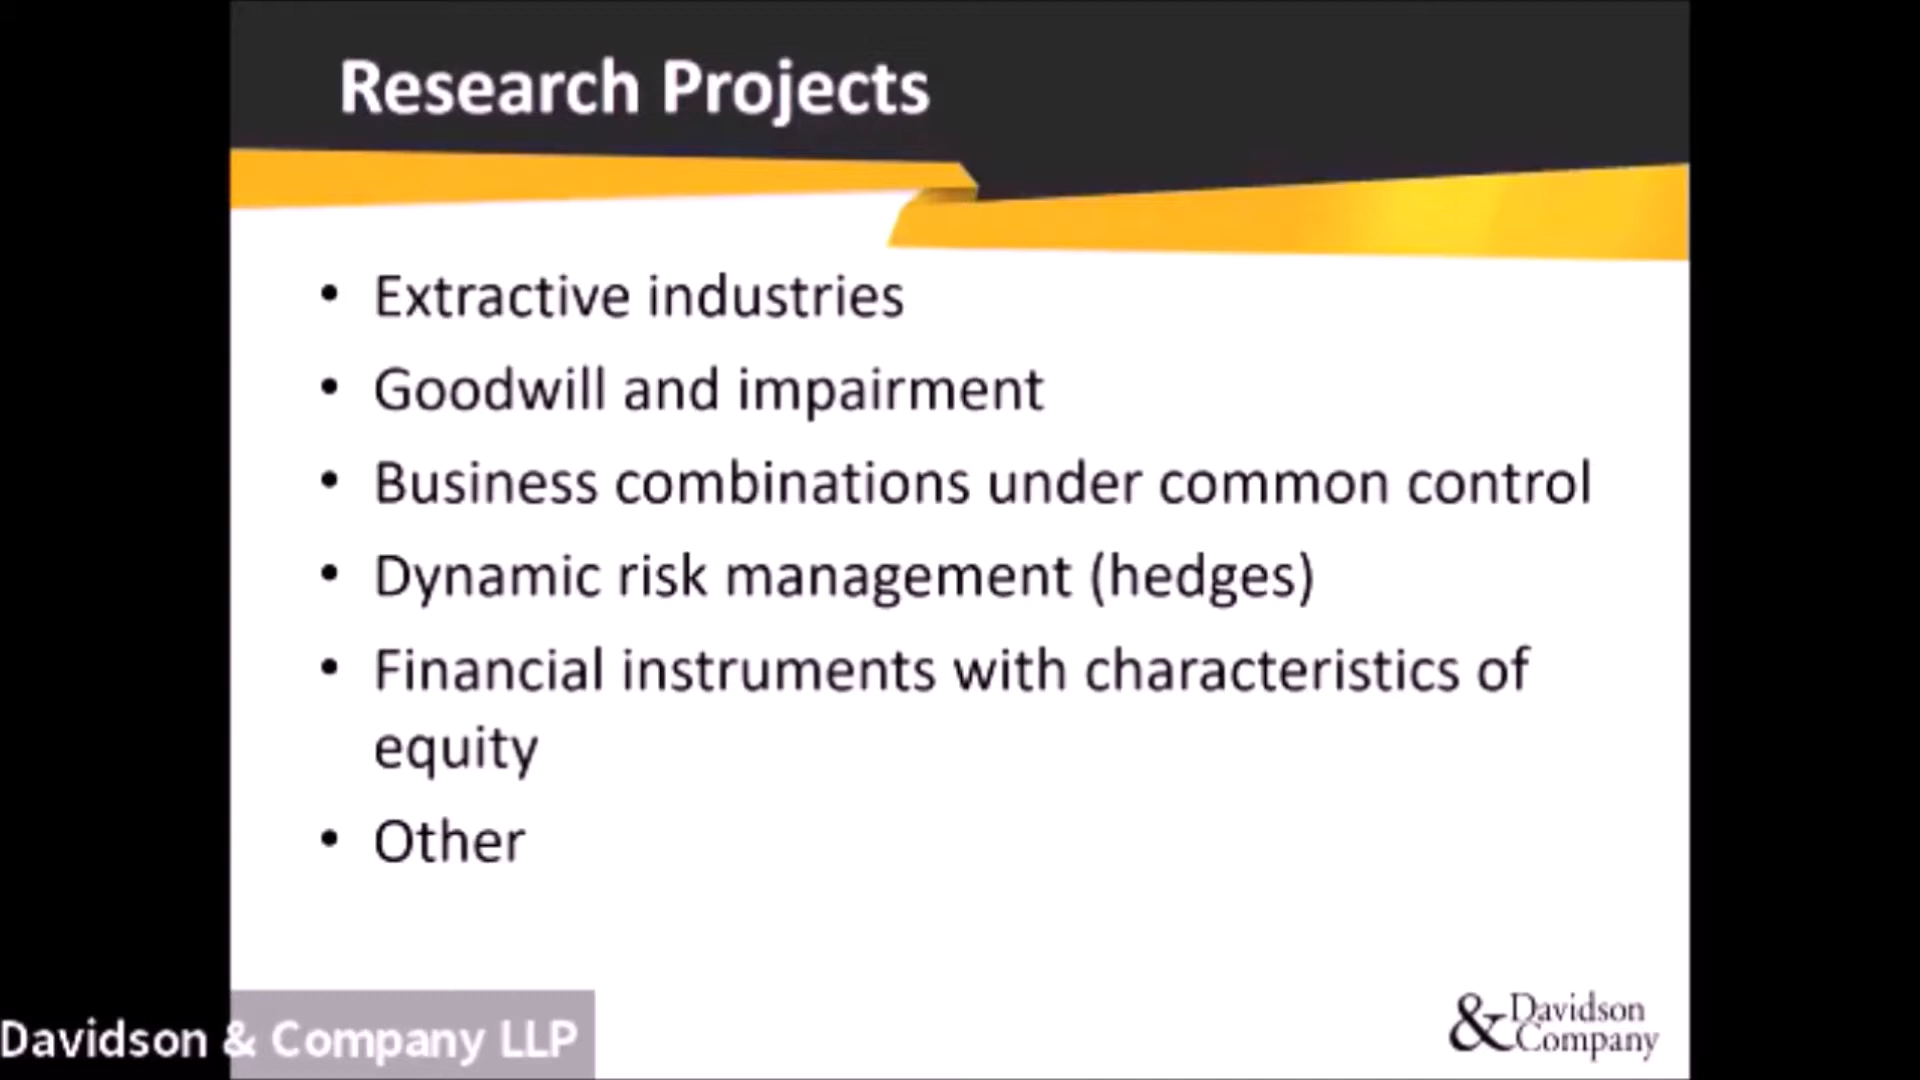 Research Projects
• Extractive industries
• Goodwill and impairment
• Business combinations under common control
• Dynamic risk management (hedges)
• Financial instruments with characteristics of
equity
• Other
Davidson & Company LLP
& Davidson
Company